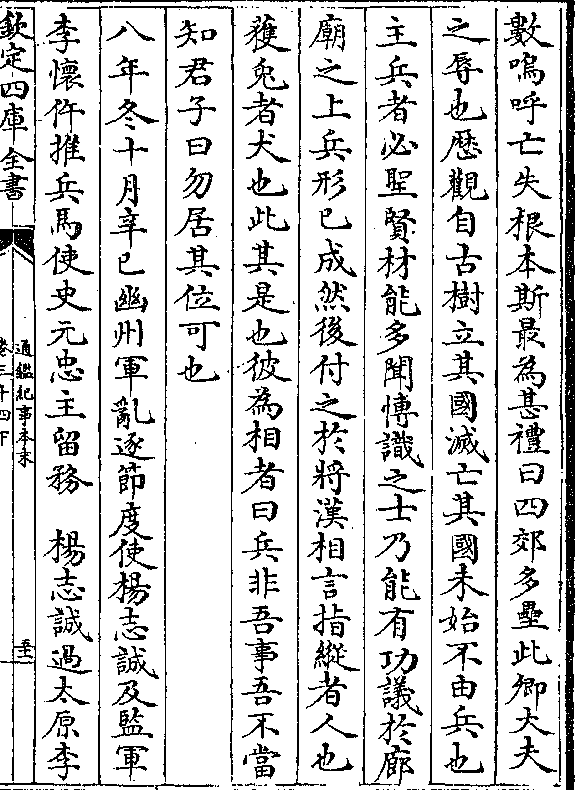 數嗚呼亡失根本斯最為甚禮曰四郊多壘此卿大夫
之辱也歴觀自古樹立其國滅亡其國未始不由兵也
主兵者必聖賢材能多聞博識之士乃能有功議於廊
廟之上兵形已成然後付之於將漢相言指縱者人也
獲兔者犬也此其是也彼為相者曰兵非吾事吾不當
知君子曰勿居其位可也
八年冬十月辛巳幽州軍亂逐節度使楊志誠及監軍
李懷仵推兵馬使史元忠主留務　楊志誠過太原李
欽定四庫全書
通鑑紀事本末
卷三十四下